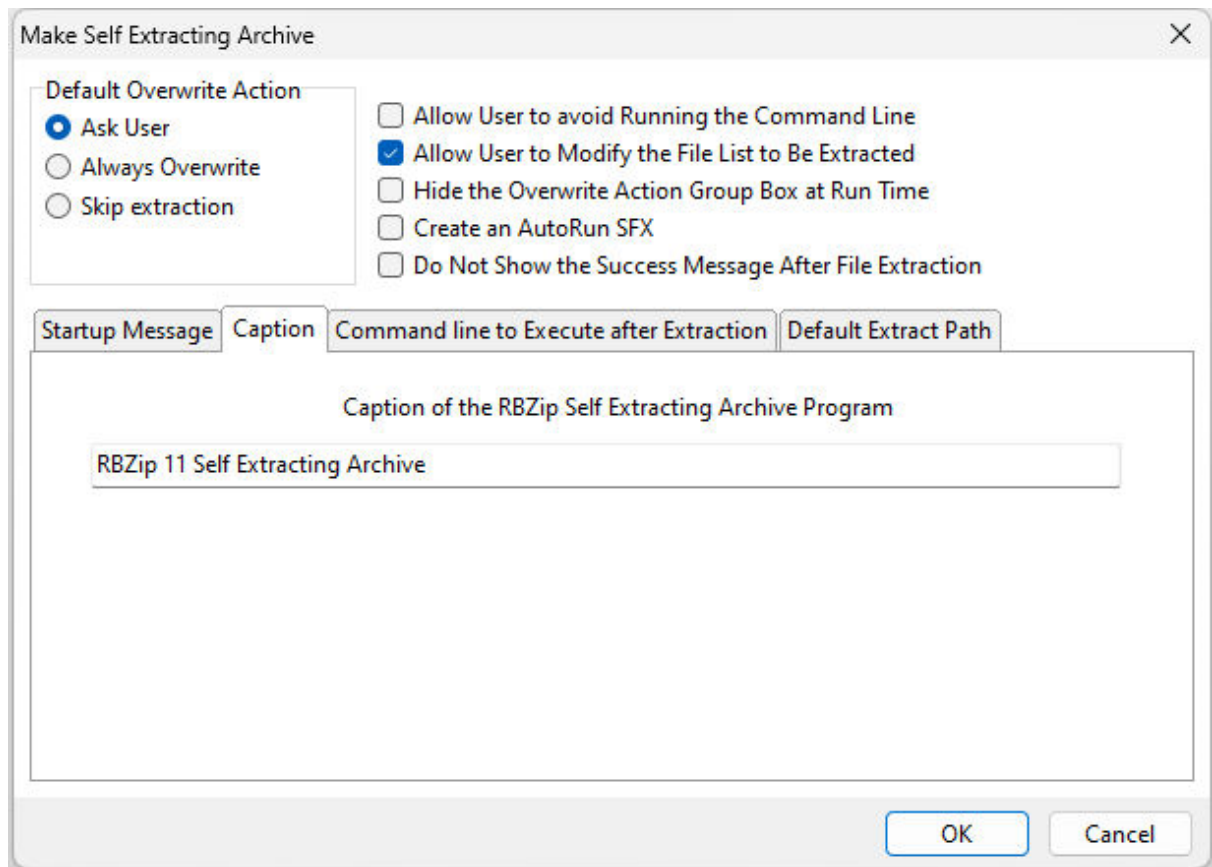 Make Self Extracting Archive
Default Overwrite Action
Ask User
Always Overwrite
Skip extraction
Allow User to avoid Running the Command Line
Allow User to Modify the File List to Be Extracted
Hide the Overwrite Action Group Box at Run Time
Create an AutoRun SFX
Do Not Show the Success Message After File Extraction
Startup Message Caption Command line to Execute after Extraction Default Extract Path
Caption of the RBZip Self Extracting Archive Program
RBZip 11 Self Extracting Archive
OK Cancel